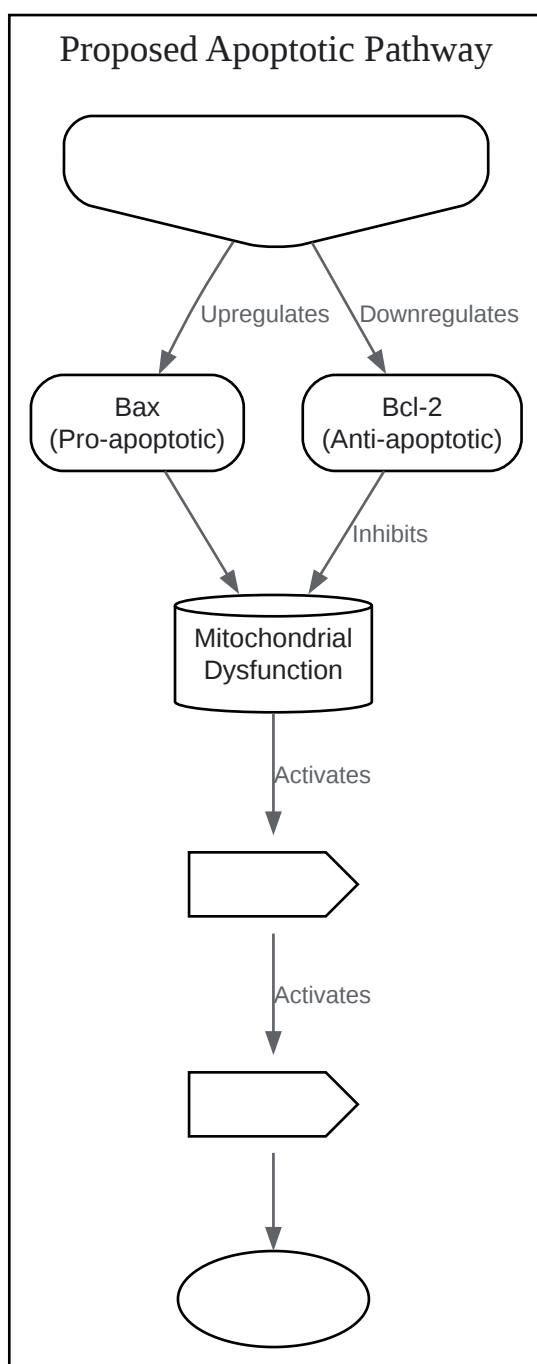 Proposed Apoptotic Pathway
Upregulates
Downregulates
Bax
(Pro-apoptotic)
Bcl-2
(Anti-apoptotic)
Inhibits
Mitochondrial
Dysfunction
Activates
Activates